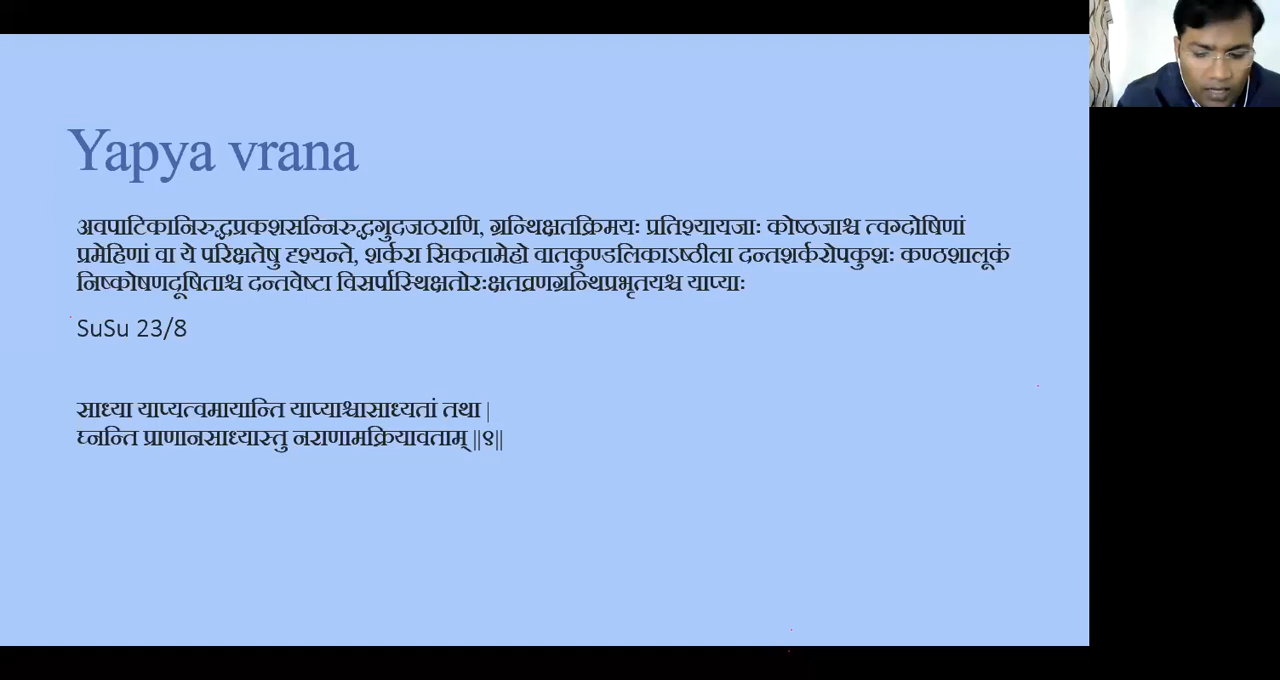 Yapya vrana
अवपाटिकानिरुद्धप्रकशसन्निरुद्धगुदजठराणि, ग्रन्थिक्षतक्रिमयः प्रतिश्यायजाः कोष्ठजाश्च त्वग्दोषिणां
प्रमेहिणां वा ये परिक्षतेषु दृश्यन्ते, शर्करा सिकतामेहो वातकुण्डलिकाऽष्ठीला दन्तशर्करोपकुशः कण्ठशालूकं
निष्कोषणदूषिताश्च दन्तवेष्टा विसर्पास्थिक्षतोरःक्षतव्रणग्रन्थिप्रभृतयश्च याप्याः
SuSu 23/8
साध्या याप्यत्वमायान्ति याप्याश्चासाध्यतां तथा |
घ्नन्ति प्राणानसाध्यास्तु नराणामक्रियावताम् ||९||